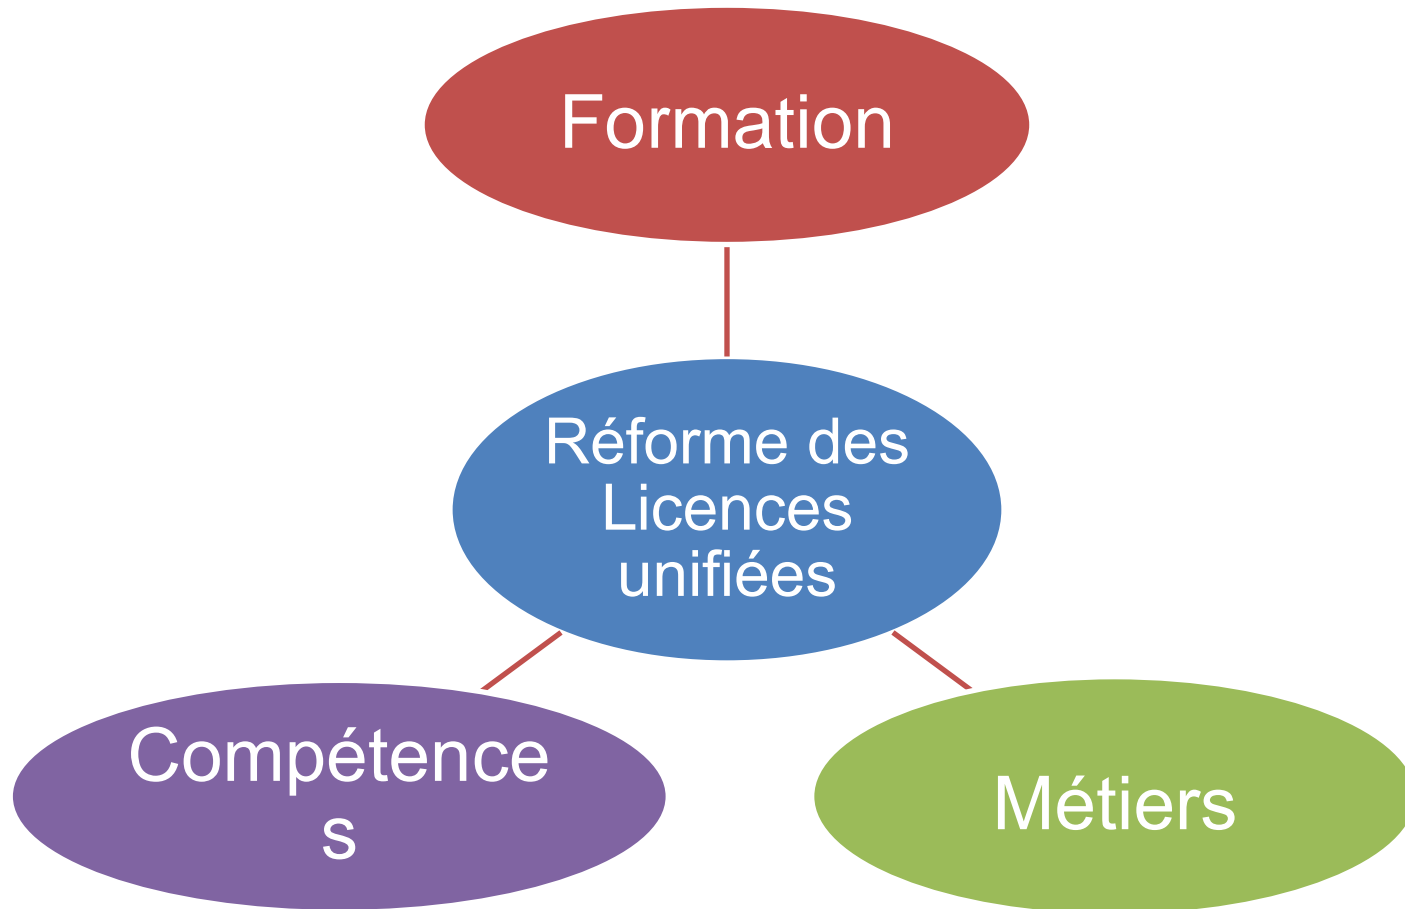 Formation
Réforme des
Licences
unifiées
Compétence
s
Métiers